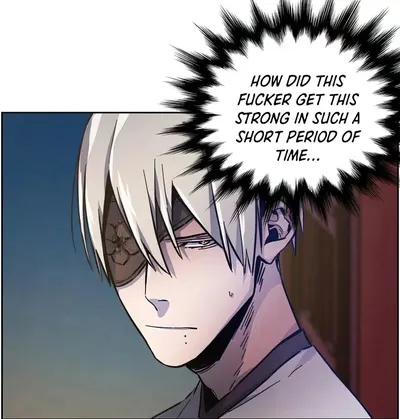 HOW DID THIS
FUCKER GET THIS
STRONG IN SUCH A
SHORT PERIOD OF
TIME...